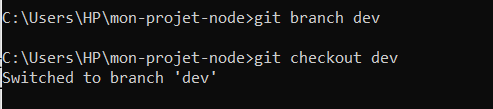 C:\Users\HP\mon-projet-node>git branch dev
C:\Users\HP\mon-projet-node>git checkout dev
Switched to branch 'dev'